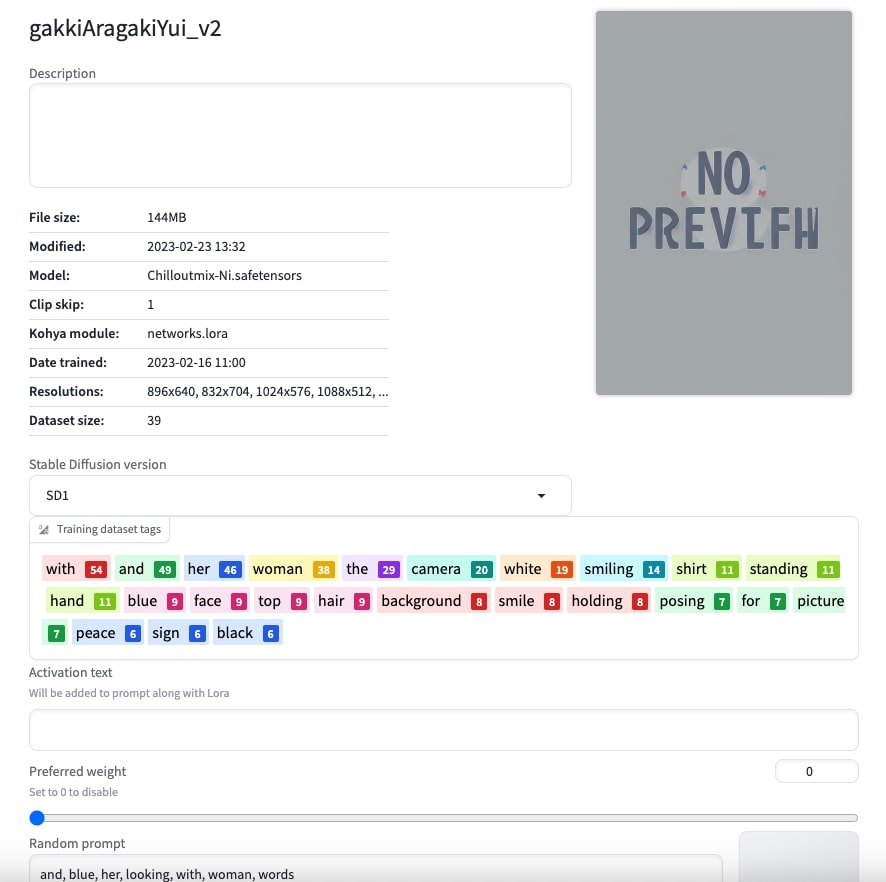 gakkiAragakiYui_v2
Description
NO
PREVIEW
File size: 144MB
Modified: 2023-02-23 13:32
Model: Chilloutmix-Ni.safetensors
Clip skip: 1
Kohya module: networks.lora
Date trained: 2023-02-16 11:00
Resolutions: 896x640, 832x704, 1024x576, 1088x512, ...
Dataset size: 39
Stable Diffusion version
SD1
Training dataset tags
with 54 and 49 her 46 woman 38 the 29 camera 20 white 19 smiling 14 shirt 11 standing 11
hand 11 blue 9 face 9 top 9 hair 9 background 8 smile 8 holding 8 posing 7 for 7 picture
7 peace 6 sign 6 black 6
Activation text
Will be added to prompt along with Lora
Preferred weight
0
Set to 0 to disable
Random prompt
and, blue, her, looking, with, woman, words